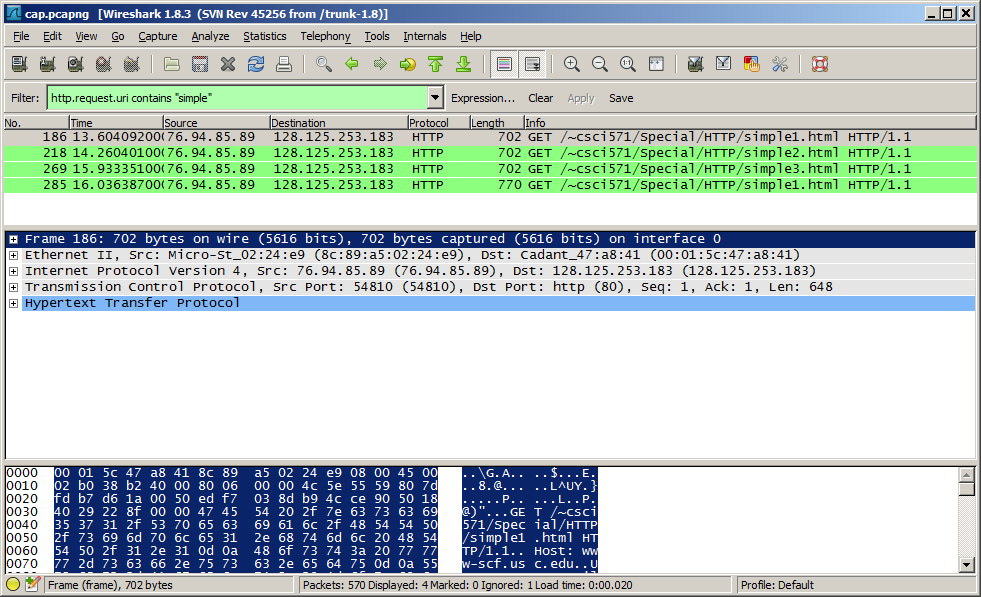 cap.pcapng [Wireshark 1.8.3 (SVN Rev 45256 from /trunk-1.8)]
File Edit View Go Capture Analyze Statistics Telephony Tools Internals Help
Filter: http.request.uri contains "simple" Expression... Clear Apply Save
No. Time Source Destination Protocol Length Info
186 13.604092000 76.94.85.89 128.125.253.183 HTTP 702 GET /~csci571/Special/HTTP/simple1.html HTTP/1.1
218 14.260401000 76.94.85.89 128.125.253.183 HTTP 702 GET /~csci571/Special/HTTP/simple2.html HTTP/1.1
269 15.933351000 76.94.85.89 128.125.253.183 HTTP 702 GET /~csci571/Special/HTTP/simple3.html HTTP/1.1
285 16.036387000 76.94.85.89 128.125.253.183 HTTP 770 GET /~csci571/Special/HTTP/simple1.html HTTP/1.1
Frame 186: 702 bytes on wire (5616 bits), 702 bytes captured (5616 bits) on interface 0
Ethernet II, Src: Micro-St_02:24:e9 (8c:89:a5:02:24:e9), Dst: Cadant_47:a8:41 (00:01:5c:47:a8:41)
Internet Protocol Version 4, Src: 76.94.85.89 (76.94.85.89), Dst: 128.125.253.183 (128.125.253.183)
Transmission Control Protocol, Src Port: 54810 (54810), Dst Port: http (80), Seq: 1, Ack: 1, Len: 648
Hypertext Transfer Protocol
0000 00 01 5c 47 a8 41 8c 89 a5 02 24 e9 08 00 45 00 ..\G.A.. ..$...E.
0010 02 b0 38 b2 40 00 80 06 00 00 4c 5e 55 59 80 7d ..8.@... ..L^UY.}
0020 fd b7 d6 1a 00 50 ed f7 03 8d b9 4c ce 90 50 18 .....P.. ...L..P.
0030 40 29 22 8f 00 00 47 45 54 20 2f 7e 63 73 63 69 @)"...GE T /~csci
0040 35 37 31 2f 53 70 65 63 69 61 6c 2f 48 54 54 50 571/Spec ial/HTTP
0050 2f 73 69 6d 70 6c 65 31 2e 68 74 6d 6c 20 48 54 /simple1 .html HT
0060 54 50 2f 31 2e 31 0d 0a 48 6f 73 74 3a 20 77 77 TP/1.1.. Host: ww
0070 77 2d 73 63 66 2e 75 73 63 2e 65 64 75 0d 0a 55 w-scf.us c.edu..U
Frame (frame), 702 bytes Packets: 570 Displayed: 4 Marked: 0 Ignored: 1 Load time: 0:00.020 Profile: Default